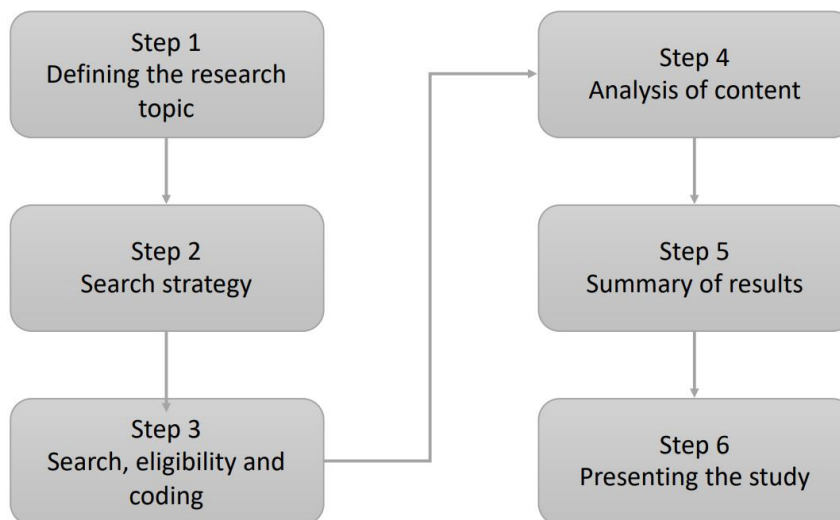 Step 1
Defining the research
topic
Step 2
Search strategy
Step 3
Search, eligibility and
coding
Step 4
Analysis of content
Step 5
Summary of results
Step 6
Presenting the study